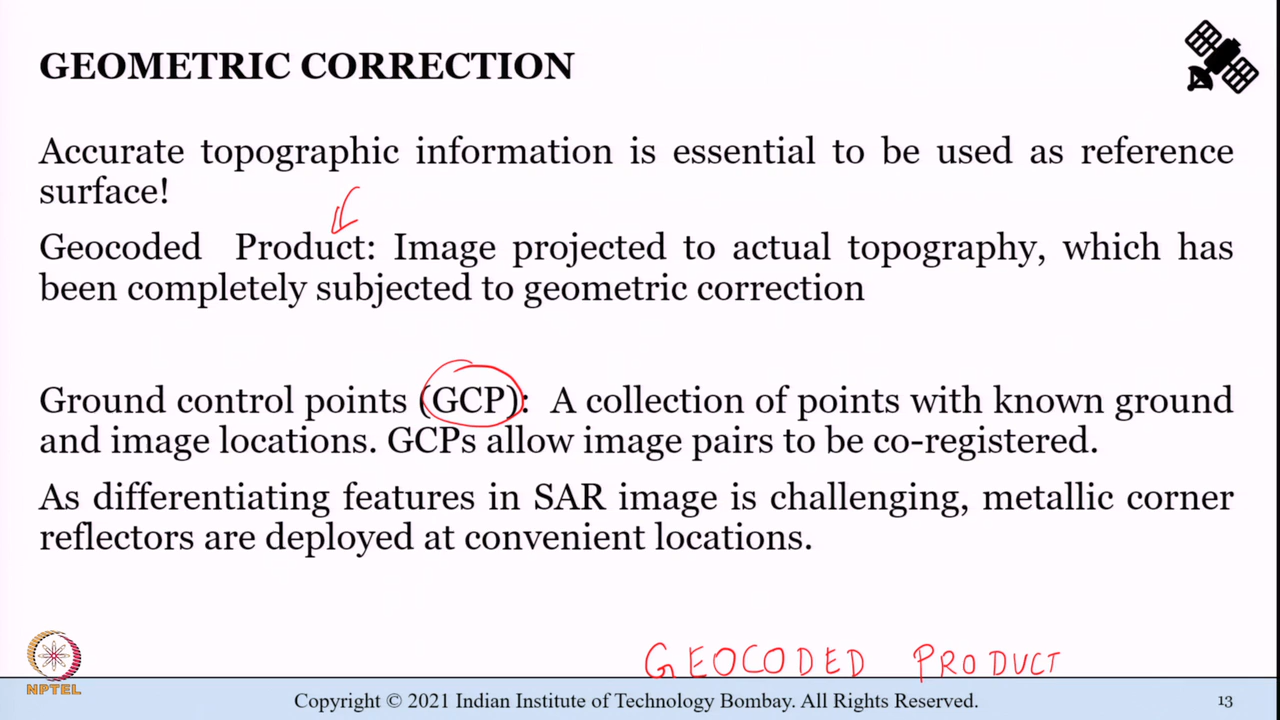 GEOMETRIC CORRECTION
Accurate topographic information is essential to be used as reference
surface!
Geocoded Product: Image projected to actual topography, which has
been completely subjected to geometric correction
Ground control points (GCP): A collection of points with known ground
and image locations. GCPs allow image pairs to be co-registered.
As differentiating features in SAR image is challenging, metallic corner
reflectors are deployed at convenient locations.
GEOCODED PRODUCT
NPTEL
Copyright © 2021 Indian Institute of Technology Bombay. All Rights Reserved.
13